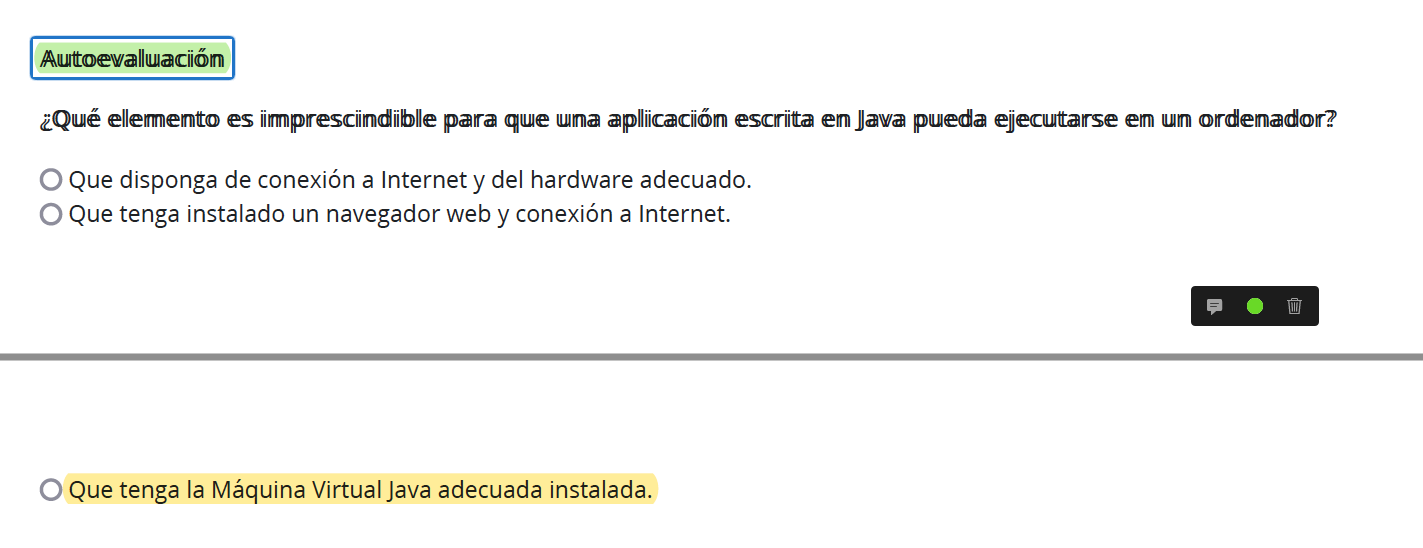 Autoevaluación
¿Qué elemento es imprescindible para que una aplicación escrita en Java pueda ejecutarse en un ordenador?
Que disponga de conexión a Internet y del hardware adecuado.
Que tenga instalado un navegador web y conexión a Internet.
Que tenga la Máquina Virtual Java adecuada instalada.